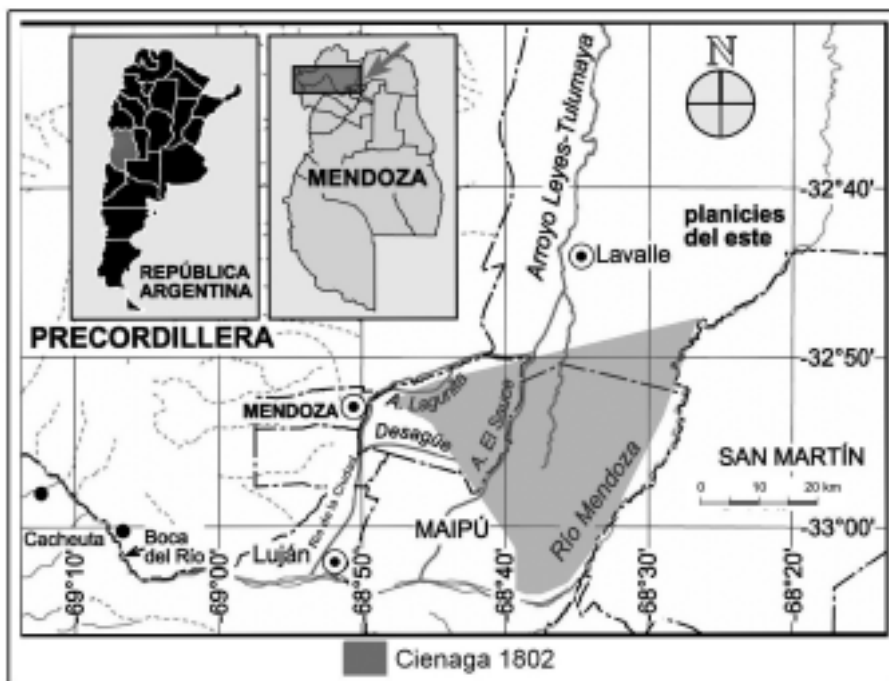 REPÚBLICA
ARGENTINA
MENDOZA
N
Arroyo Leyes-Tulumaya
-32°40'
planicies
del este
Lavalle
PRECORDILLERA
-32°50'
MENDOZA
A. Lagunita
Desagüe
A. El Sauce
SAN MARTÍN
0 10 20 km
Río Mendoza
MAIPÚ
-33°00'
Cacheuta
Boca
del Río
Luján
69°10'
69°00'
68°50'
68°40'
68°30'
68°20'
Cienaga 1802